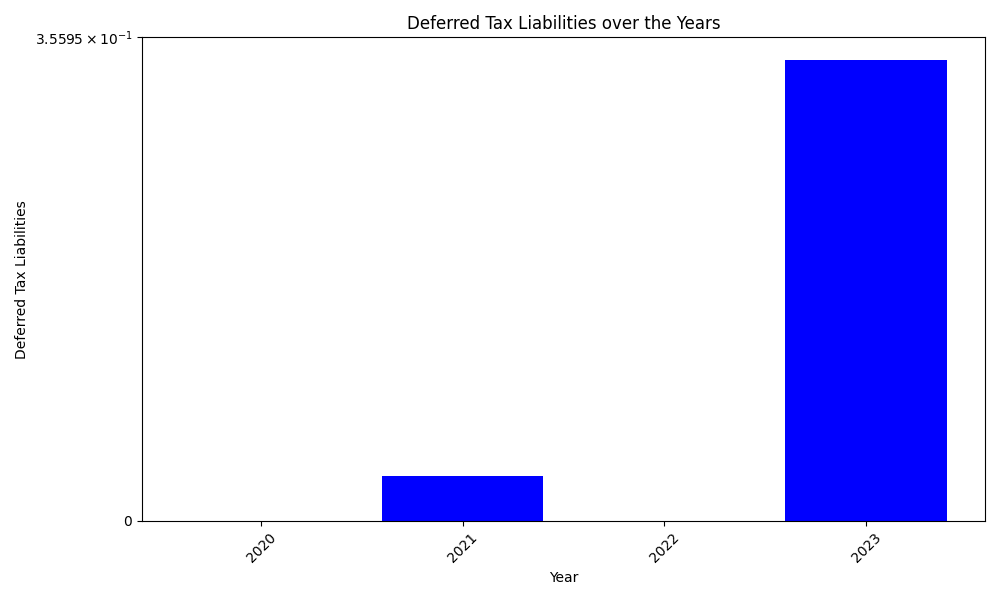 Deferred Tax Liabilities over the Years
3.5595 × 10⁻¹
Deferred Tax Liabilities
0
2020
2021
2022
2023
Year